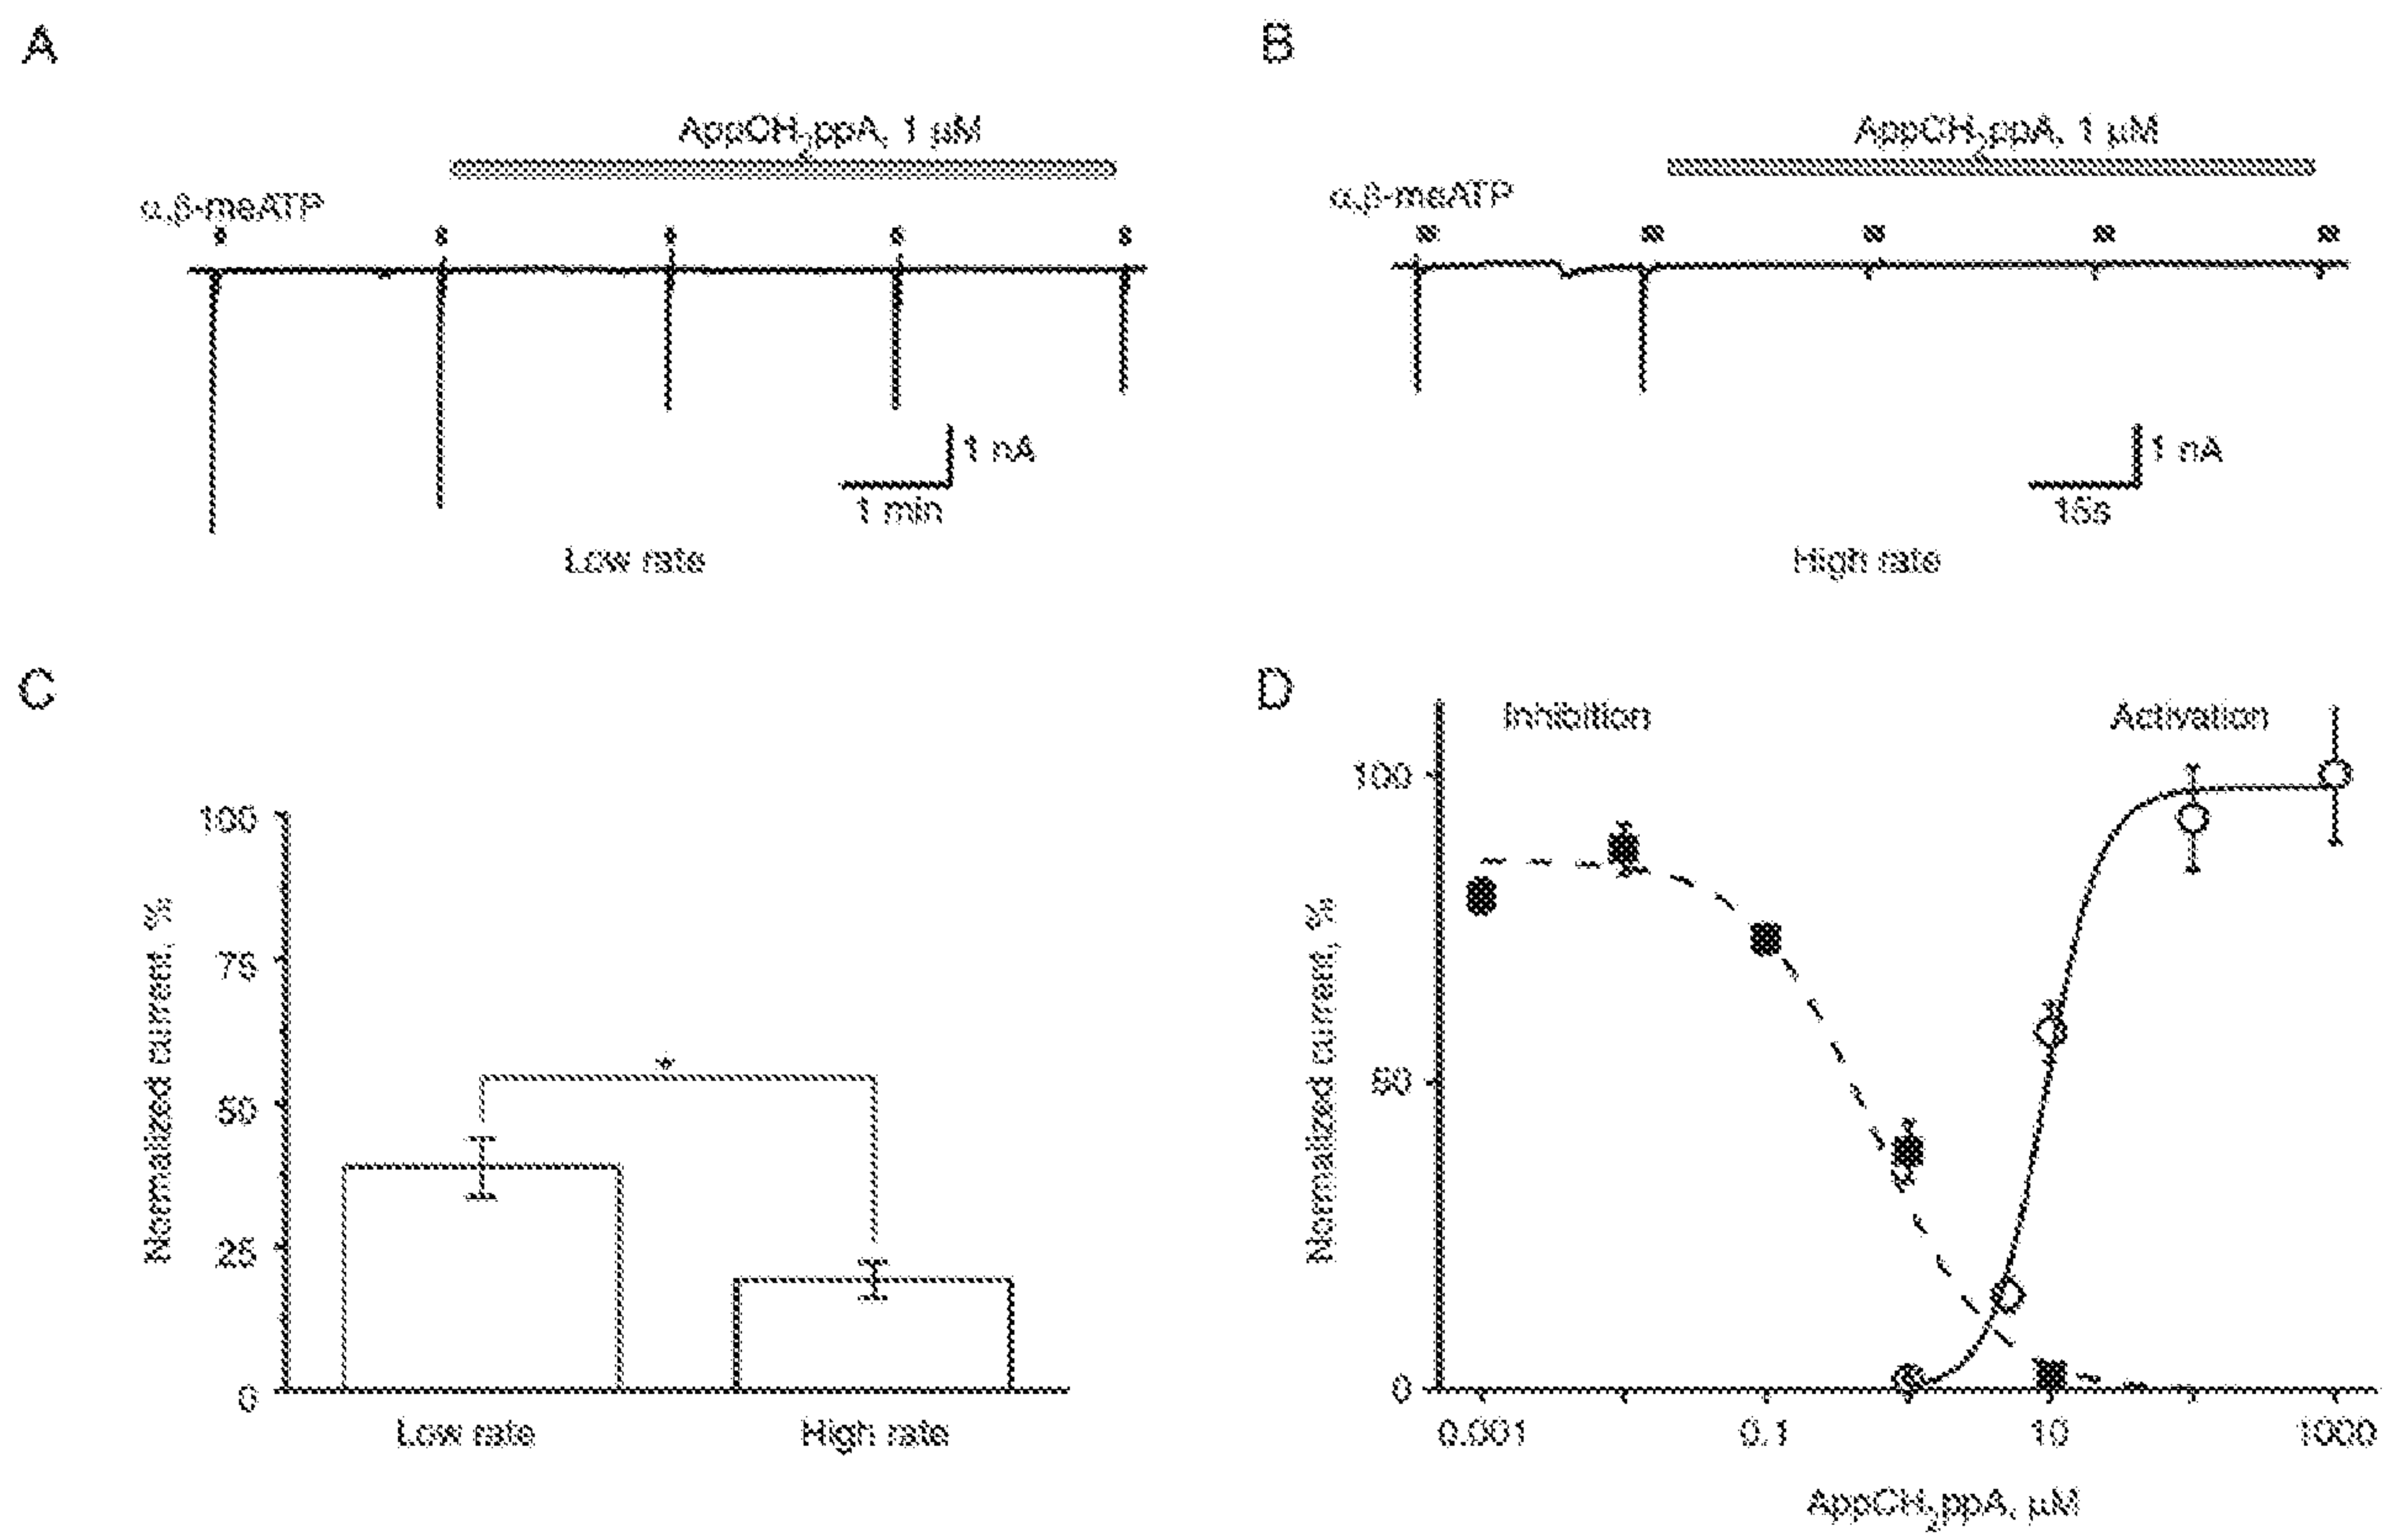 A
AppCH2ppA, 1 µM
α,β-meATP
1 nA
1 min
Low rate
B
AppCH2ppA, 1 µM
α,β-meATP
1 nA
15s
High rate
C
Normalized current, %
100
75
50
25
0
*
Low rate
High rate
D
Inhibition
Activation
Normalized current, %
100
50
0
0.001
0.1
10
1000
AppCH2ppA, µM